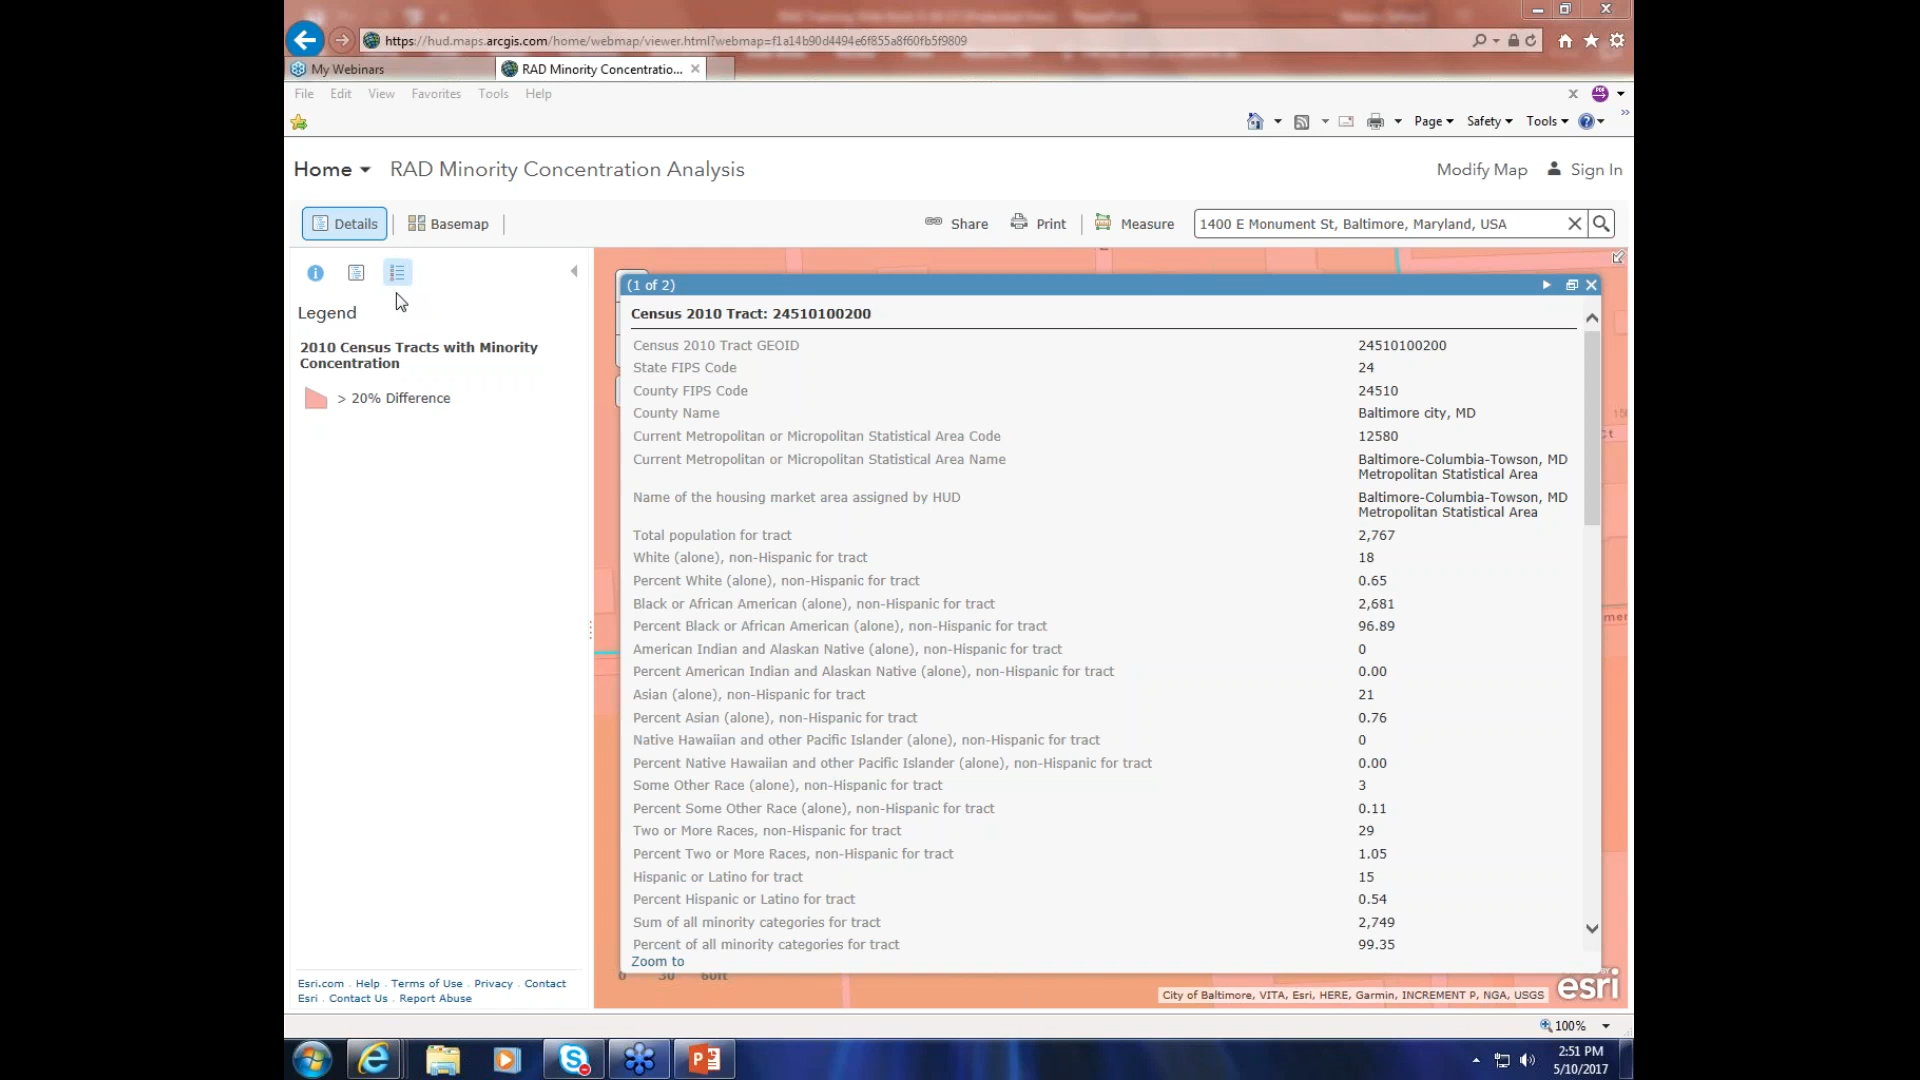 https://hud.maps.arcgis.com/home/webmap/viewer.html?webmap=f1a14b90d4494e6f855a8f60fb5f9809
My Webinars
RAD Minority Concentratio...
File Edit View Favorites Tools Help
Page Safety Tools
Home RAD Minority Concentration Analysis Modify Map Sign In
Details Basemap Share Print Measure 1400 E Monument St, Baltimore, Maryland, USA
Legend
2010 Census Tracts with Minority
Concentration
> 20% Difference
(1 of 2)
Census 2010 Tract: 24510100200
Census 2010 Tract GEOID 24510100200
State FIPS Code 24
County FIPS Code 24510
County Name Baltimore city, MD
Current Metropolitan or Micropolitan Statistical Area Code 12580
Current Metropolitan or Micropolitan Statistical Area Name Baltimore-Columbia-Towson, MD
Metropolitan Statistical Area
Name of the housing market area assigned by HUD Baltimore-Columbia-Towson, MD
Metropolitan Statistical Area
Total population for tract 2,767
White (alone), non-Hispanic for tract 18
Percent White (alone), non-Hispanic for tract 0.65
Black or African American (alone), non-Hispanic for tract 2,681
Percent Black or African American (alone), non-Hispanic for tract 96.89
American Indian and Alaskan Native (alone), non-Hispanic for tract 0
Percent American Indian and Alaskan Native (alone), non-Hispanic for tract 0.00
Asian (alone), non-Hispanic for tract 21
Percent Asian (alone), non-Hispanic for tract 0.76
Native Hawaiian and other Pacific Islander (alone), non-Hispanic for tract 0
Percent Native Hawaiian and other Pacific Islander (alone), non-Hispanic for tract 0.00
Some Other Race (alone), non-Hispanic for tract 3
Percent Some Other Race (alone), non-Hispanic for tract 0.11
Two or More Races, non-Hispanic for tract 29
Percent Two or More Races, non-Hispanic for tract 1.05
Hispanic or Latino for tract 15
Percent Hispanic or Latino for tract 0.54
Sum of all minority categories for tract 2,749
Percent of all minority categories for tract 99.35
Zoom to
0 30 60ft
Esri.com . Help . Terms of Use . Privacy . Contact
Esri . Contact Us . Report Abuse
City of Baltimore, VITA, Esri, HERE, Garmin, INCREMENT P, NGA, USGS
esri
100%
2:51 PM
5/10/2017